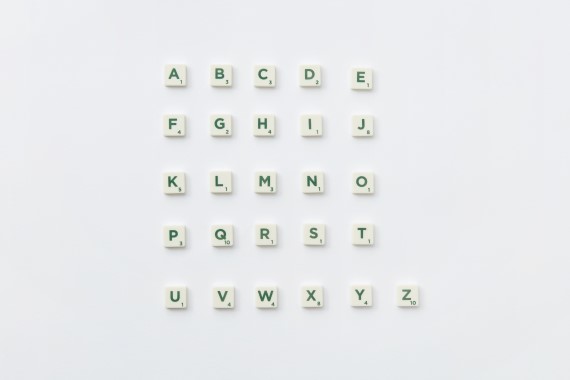 A1 B3 C3 D2 E1
F4 G2 H4 I1 J8
K5 L1 M3 N1 O1
P3 Q10 R1 S1 T1
U1 V4 W4 X8 Y4 Z10